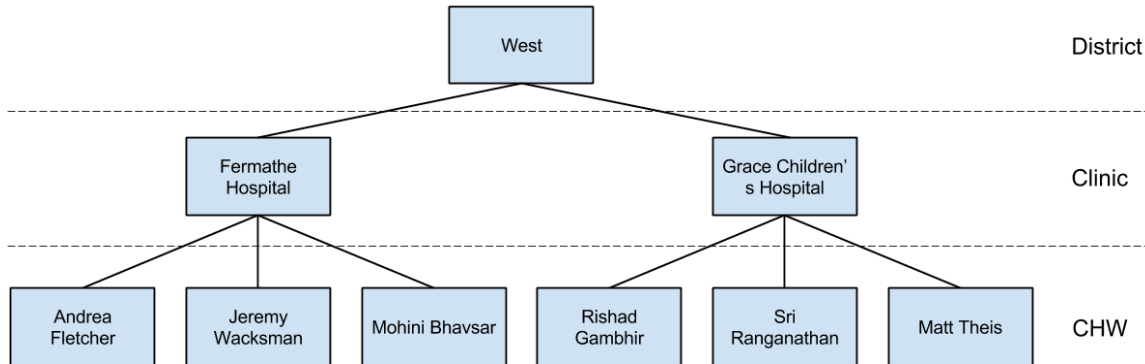 West
District
Fermathe
Hospital
Grace Children'
s Hospital
Clinic
Andrea
Fletcher
Jeremy
Wacksman
Mohini Bhavsar
Rishad
Gambhir
Sri
Ranganathan
Matt Theis
CHW